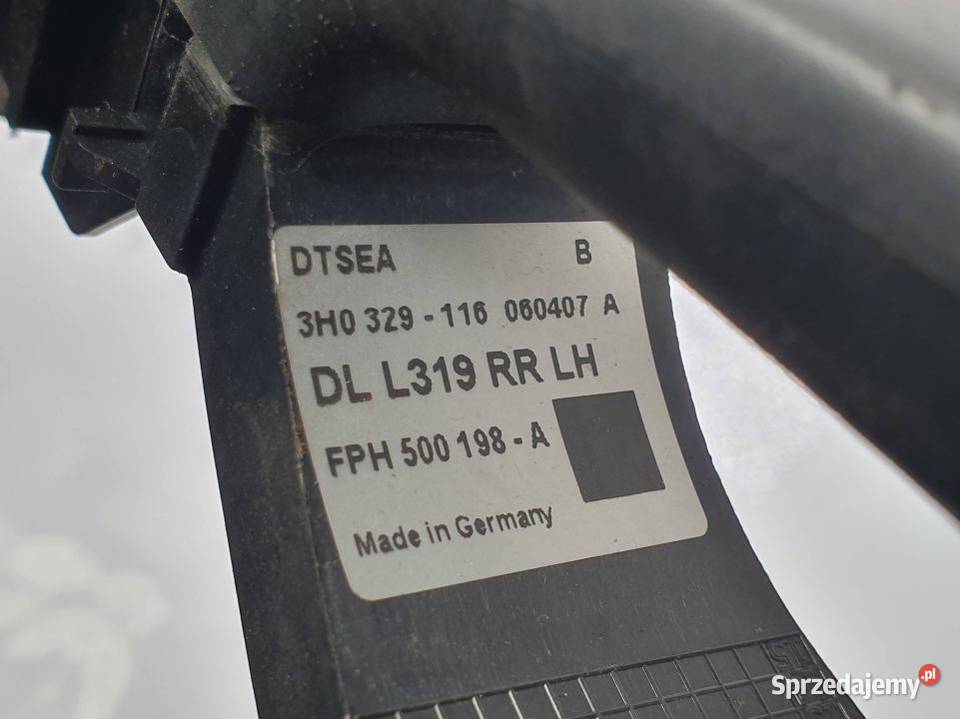 DTSEA B
3H0 329 - 116 060407 A
DL L319 RR LH
FPH 500 198 - A
Made in Germany
Sprzedajemy.pl